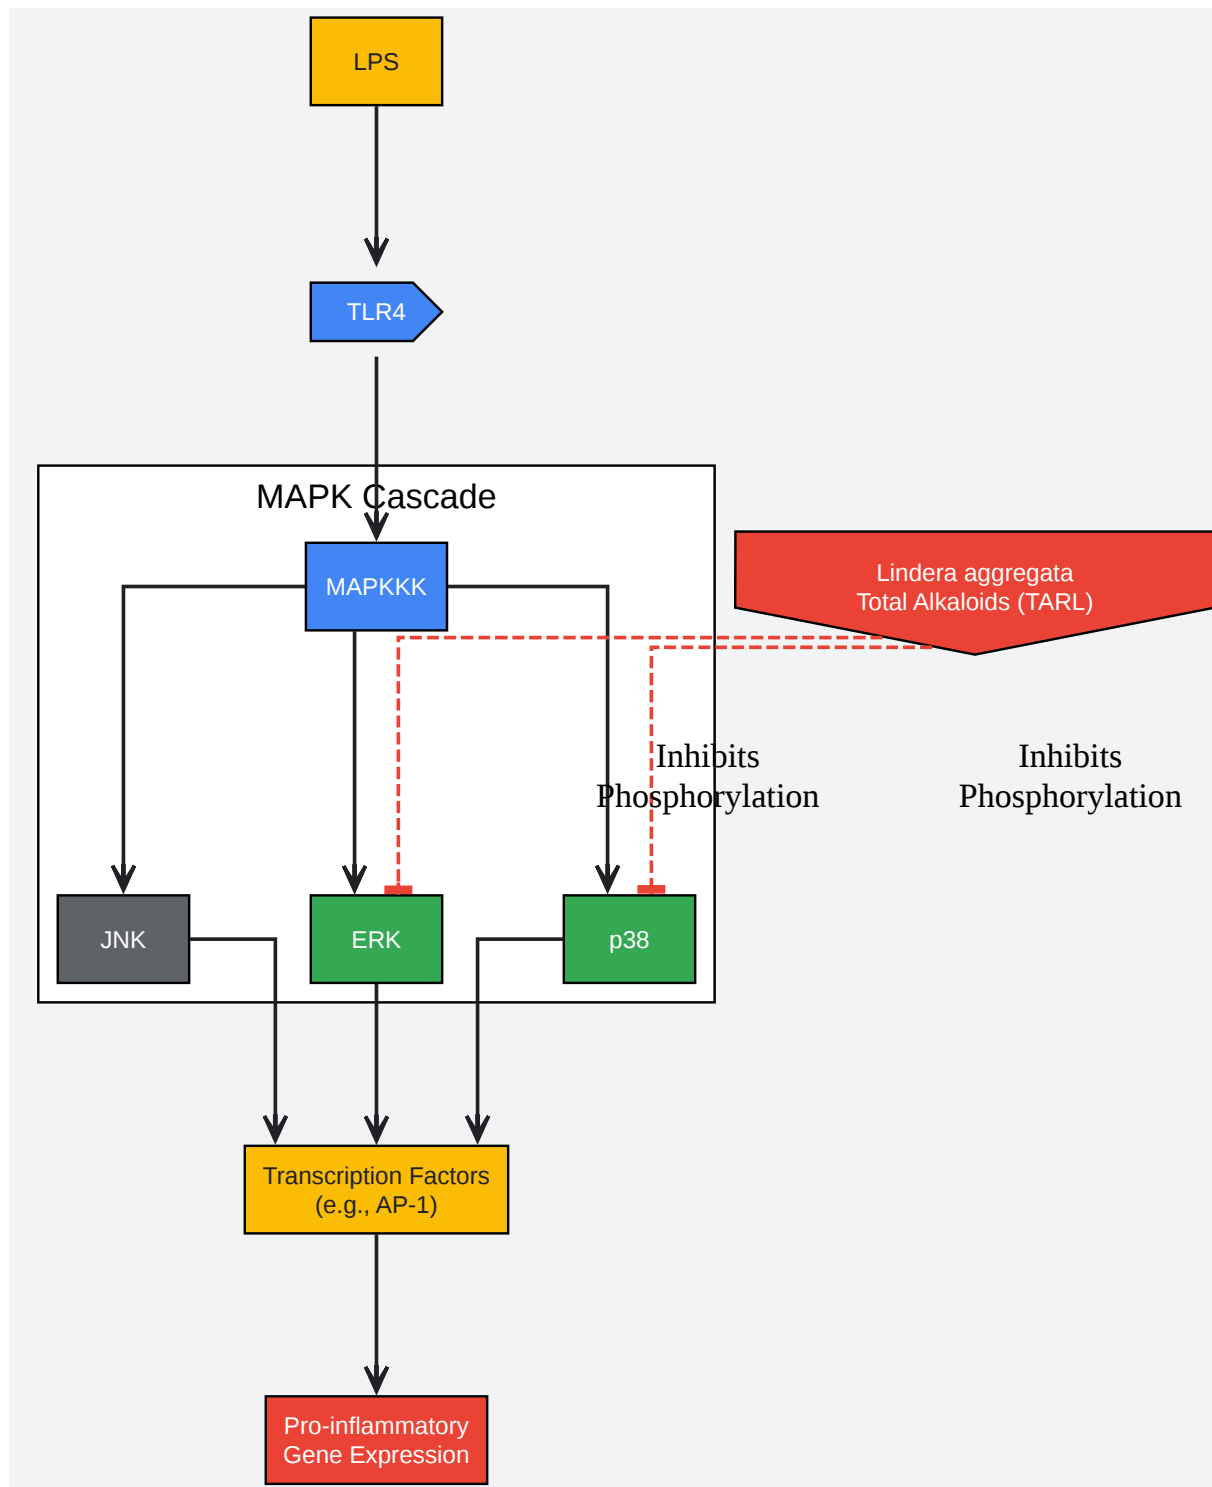 LPS
TLR4
MAPK Cascade
MAPKKK
Lindera aggregata
Total Alkaloids (TARL)
Inhibits
Phosphorylation
Inhibits
Phosphorylation
JNK
ERK
p38
Transcription Factors
(e.g., AP-1)
Pro-inflammatory
Gene Expression